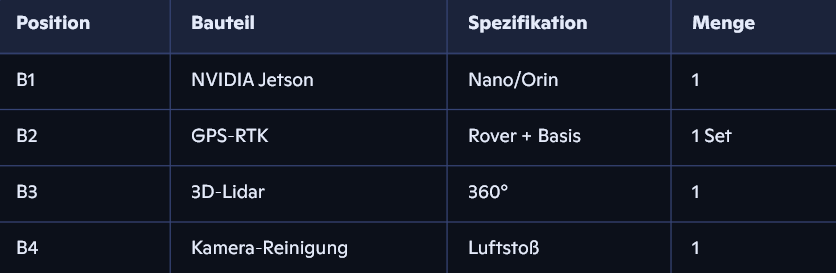 Position Bauteil Spezifikation Menge
B1 NVIDIA Jetson Nano/Orin 1
B2 GPS-RTK Rover + Basis 1 Set
B3 3D-Lidar 360° 1
B4 Kamera-Reinigung Luftstoß 1